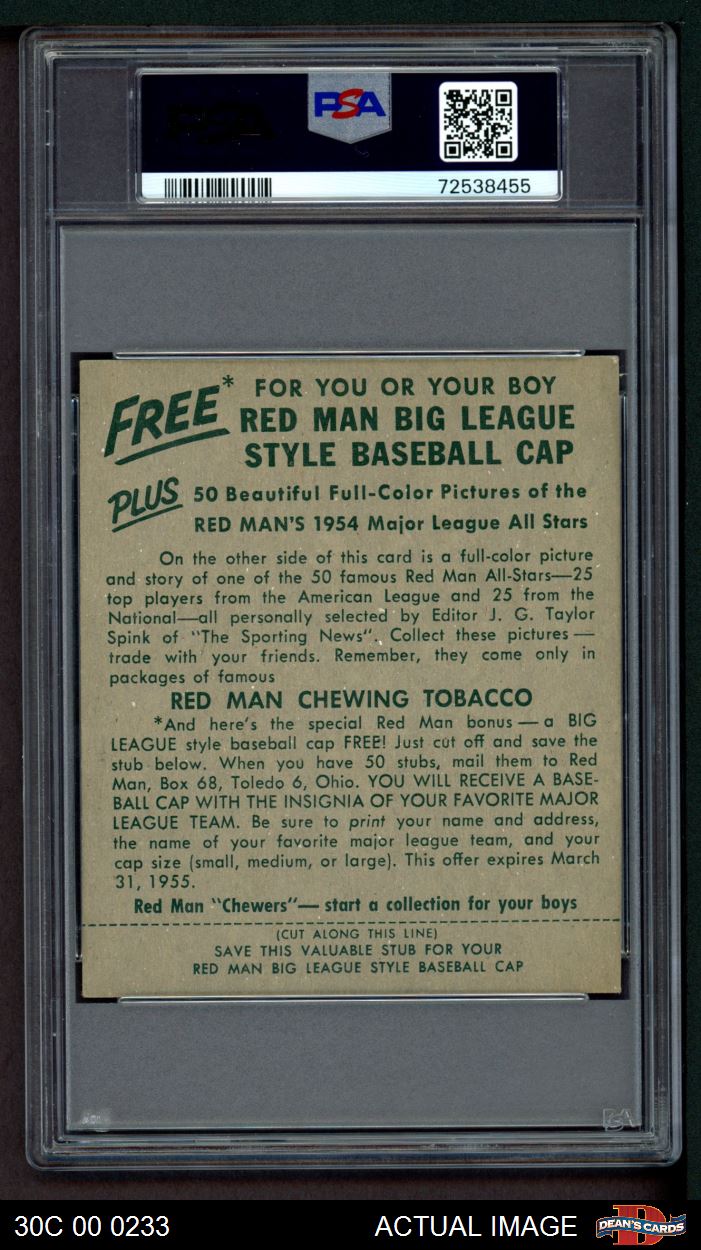 PSA
72538455
FREE* FOR YOU OR YOUR BOY
RED MAN BIG LEAGUE
STYLE BASEBALL CAP
PLUS 50 Beautiful Full-Color Pictures of the
RED MAN'S 1954 Major League All Stars
On the other side of this card is a full-color picture
and story of one of the 50 famous Red Man All-Stars—25
top players from the American League and 25 from the
National—all personally selected by Editor J. G. Taylor
Spink of "The Sporting News". Collect these pictures—
trade with your friends. Remember, they come only in
packages of famous
RED MAN CHEWING TOBACCO
*And here's the special Red Man bonus—a BIG
LEAGUE style baseball cap FREE! Just cut off and save the
stub below. When you have 50 stubs, mail them to Red
Man, Box 68, Toledo 6, Ohio. YOU WILL RECEIVE A BASE-
BALL CAP WITH THE INSIGNIA OF YOUR FAVORITE MAJOR
LEAGUE TEAM. Be sure to print your name and address,
the name of your favorite major league team, and your
cap size (small, medium, or large). This offer expires March
31, 1955.
Red Man "Chewers"—start a collection for your boys
(CUT ALONG THIS LINE)
SAVE THIS VALUABLE STUB FOR YOUR
RED MAN BIG LEAGUE STYLE BASEBALL CAP
PSA
30C 00 0233 ACTUAL IMAGE DEAN'S CARDS